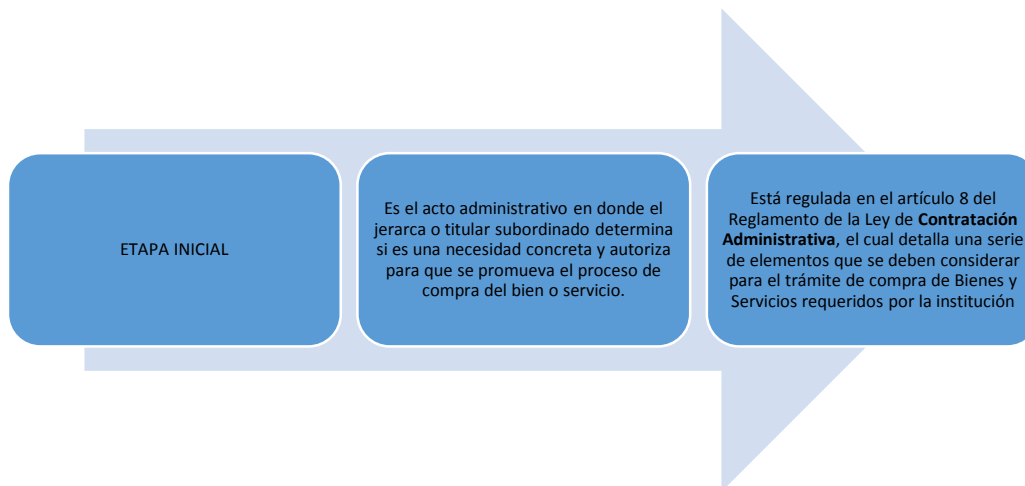 ETAPA INICIAL
Es el acto administrativo en donde el
jerarca o titular subordinado determina
si es una necesidad concreta y autoriza
para que se promueva el proceso de
compra del bien o servicio.
Está regulada en el artículo 8 del
Reglamento de la Ley de Contratación
Administrativa, el cual detalla una serie
de elementos que se deben considerar
para el trámite de compra de Bienes y
Servicios requeridos por la institución